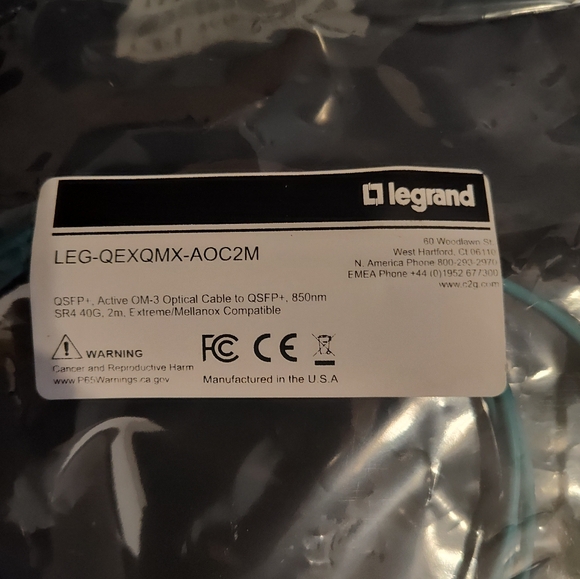 legrand
LEG-QEXQMX-AOC2M
80 Woodlawn St.
West Hartford, Ct 06110
N. America Phone 800-293-2970
EMEA Phone +44 (0)1952 677300
www.c2g.com
QSFP+, Active OM-3 Optical Cable to QSFP+, 850nm
SR4 40G, 2m, Extreme/Mellanox Compatible
WARNING
Cancer and Reproductive Harm
www.P65Warnings.ca.gov
FC CE
Manufactured in the U.S.A